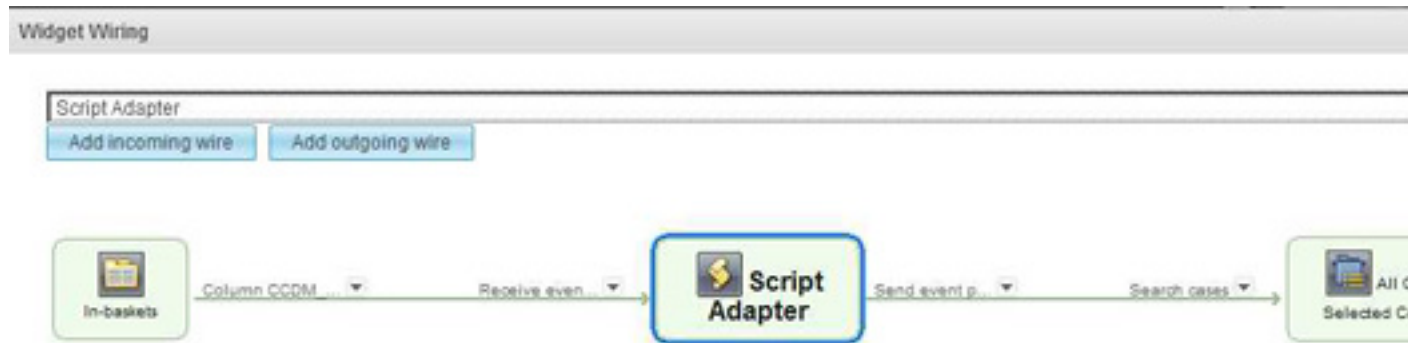 Widget Wiring
Script Adapter
Add incoming wire Add outgoing wire
In-baskets
Column CCDM_...
Receive even...
Script
Adapter
Send event p...
Search cases
All
Selected